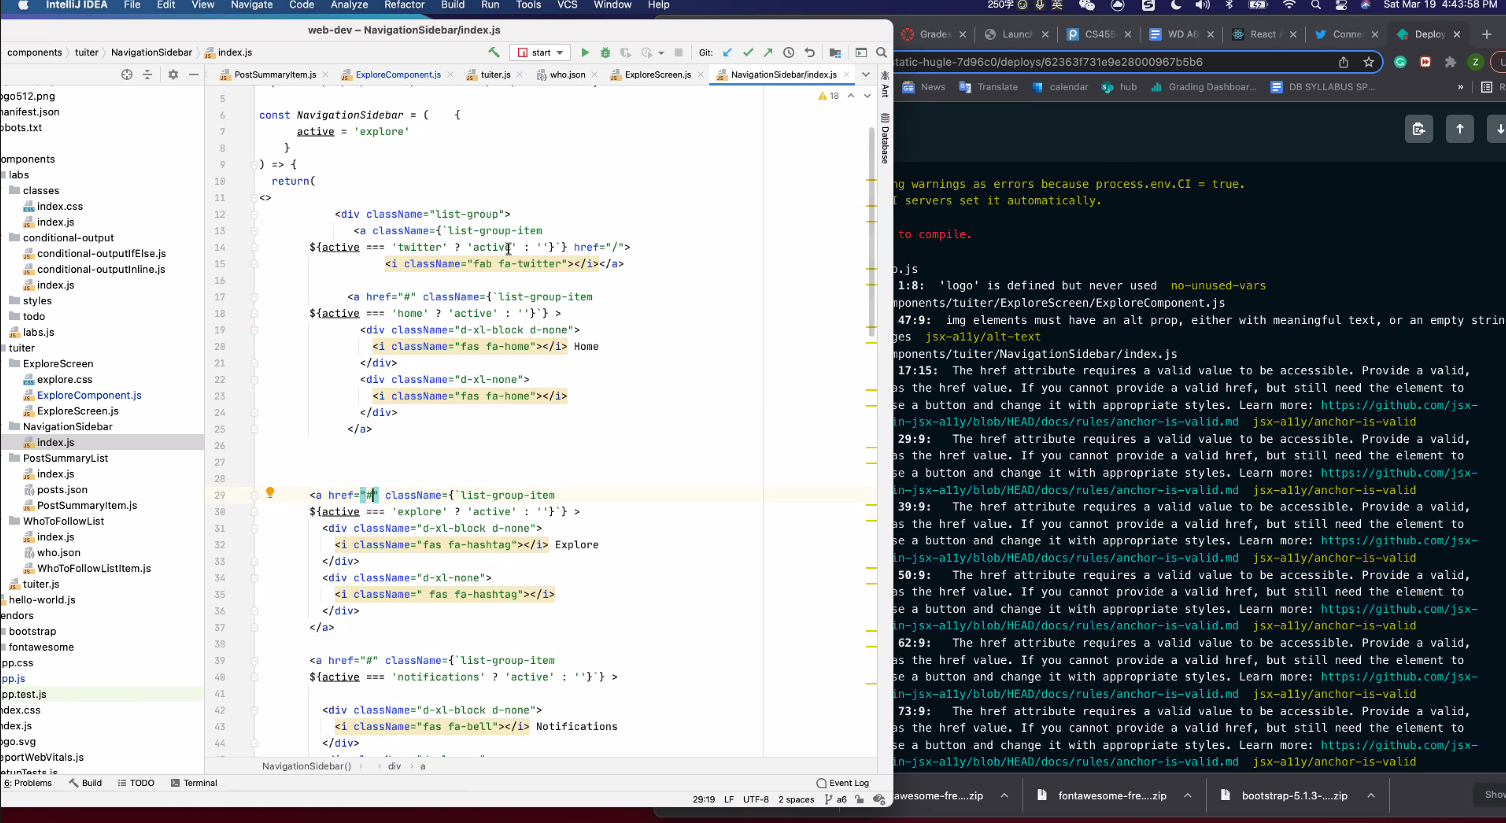 IntelliJ IDEA File Edit View Navigate Code Analyze Refactor Build Run Tools VCS Window Help
250字 英 Sat Mar 19 4:43:58 PM
web-dev – NavigationSidebar/index.js
Grades Launch CS455 WD A6 React A Connec Deploy
components tuiter NavigationSidebar index.js
start Git:
static-hugle-7d96c0/deploys/62363f731e9e28000967b5b6
PostSummaryItem.js ExploreComponent.js tuiter.js who.json ExploreScreen.js NavigationSidebar/index.js
News Translate calendar hub Grading Dashboar... DB SYLLABUS SP...
ogo512.png
manifest.json
obots.txt
components
labs
classes
index.css
index.js
conditional-output
conditional-outputIfElse.js
conditional-outputInline.js
index.js
styles
todo
labs.js
tuiter
ExploreScreen
explore.css
ExploreComponent.js
ExploreScreen.js
NavigationSidebar
index.js
PostSummaryList
index.js
posts.json
PostSummaryItem.js
WhoToFollowList
index.js
who.json
WhoToFollowListItem.js
tuiter.js
hello-world.js
endors
bootstrap
fontawesome
pp.css
pp.js
pp.test.js
ndex.css
ndex.js
ogo.svg
eportWebVitals.js
etupTests.js
18
Ant
Database
5
6 const NavigationSidebar = ( {
7 active = 'explore'
8 }
9 ) => {
10 return(
11 <>
12 <div className="list-group">
13 <a className={`list-group-item
14 ${active === 'twitter' ? 'active' : ''}`} href="/">
15 <i className="fab fa-twitter"></i></a>
16
17 <a href="#" className={`list-group-item
18 ${active === 'home' ? 'active' : ''}`} >
19 <div className="d-xl-block d-none">
20 <i className="fas fa-home"></i> Home
21 </div>
22 <div className="d-xl-none">
23 <i className="fas fa-home"></i>
24 </div>
25 </a>
26
27
28
29 <a href="#" className={`list-group-item
30 ${active === 'explore' ? 'active' : ''}`} >
31 <div className="d-xl-block d-none">
32 <i className="fas fa-hashtag"></i> Explore
33 </div>
34 <div className="d-xl-none">
35 <i className=" fas fa-hashtag"></i>
36 </div>
37 </a>
38
39 <a href="#" className={`list-group-item
40 ${active === 'notifications' ? 'active' : ''}`} >
41
42 <div className="d-xl-block d-none">
43 <i className="fas fa-bell"></i> Notifications
44 </div>
NavigationSidebar() div a
6: Problems Build TODO Terminal Event Log
29:19 LF UTF-8 2 spaces a6
ng warnings as errors because process.env.CI = true.
I servers set it automatically.
to compile.
o.js
1:8: 'logo' is defined but never used no-unused-vars
mponents/tuiter/ExploreScreen/ExploreComponent.js
47:9: img elements must have an alt prop, either with meaningful text, or an empty strin
ges jsx-a11y/alt-text
mponents/tuiter/NavigationSidebar/index.js
17:15: The href attribute requires a valid value to be accessible. Provide a valid,
as the href value. If you cannot provide a valid href, but still need the element to
se a button and change it with appropriate styles. Learn more: https://github.com/jsx-
in-jsx-a11y/blob/HEAD/docs/rules/anchor-is-valid.md jsx-a11y/anchor-is-valid
29:9: The href attribute requires a valid value to be accessible. Provide a valid,
as the href value. If you cannot provide a valid href, but still need the element to
se a button and change it with appropriate styles. Learn more: https://github.com/jsx-
in-jsx-a11y/blob/HEAD/docs/rules/anchor-is-valid.md jsx-a11y/anchor-is-valid
39:9: The href attribute requires a valid value to be accessible. Provide a valid,
as the href value. If you cannot provide a valid href, but still need the element to
se a button and change it with appropriate styles. Learn more: https://github.com/jsx-
in-jsx-a11y/blob/HEAD/docs/rules/anchor-is-valid.md jsx-a11y/anchor-is-valid
50:9: The href attribute requires a valid value to be accessible. Provide a valid,
as the href value. If you cannot provide a valid href, but still need the element to
se a button and change it with appropriate styles. Learn more: https://github.com/jsx-
in-jsx-a11y/blob/HEAD/docs/rules/anchor-is-valid.md jsx-a11y/anchor-is-valid
62:9: The href attribute requires a valid value to be accessible. Provide a valid,
as the href value. If you cannot provide a valid href, but still need the element to
se a button and change it with appropriate styles. Learn more: https://github.com/jsx-
in-jsx-a11y/blob/HEAD/docs/rules/anchor-is-valid.md jsx-a11y/anchor-is-valid
73:9: The href attribute requires a valid value to be accessible. Provide a valid,
as the href value. If you cannot provide a valid href, but still need the element to
se a button and change it with appropriate styles. Learn more: https://github.com/jsx-
in-jsx-a11y/blob/HEAD/docs/rules/anchor-is-valid.md jsx-a11y/anchor-is-valid
awesome-fre....zip fontawesome-fre....zip bootstrap-5.1.3-....zip Show